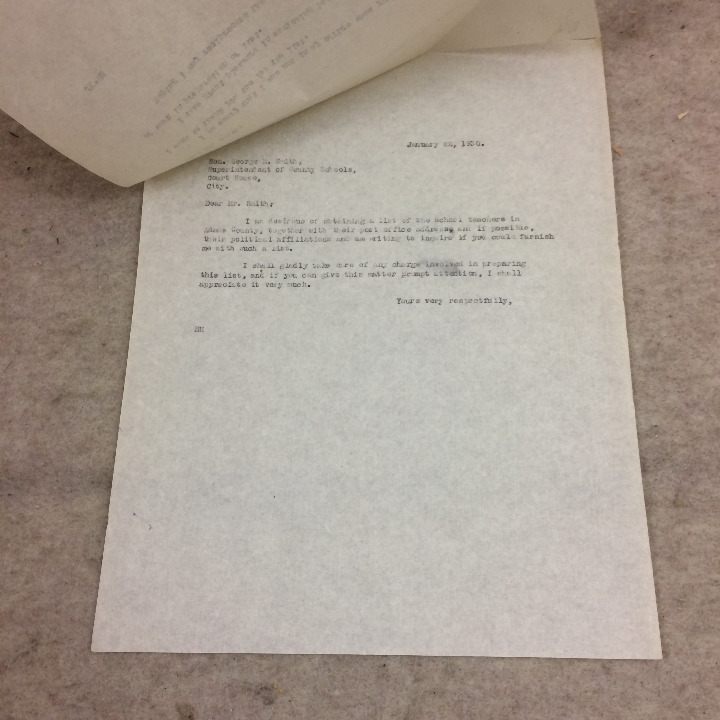 January 22, 1930.
Hon. George R. Smith,
Superintendent of County Schools,
Court House,
City.
Dear Mr. Smith;
I am desirous of obtaining a list of the School teachers in
Adams County, together with their post office address and if possible,
their political affiliations and am writing to inquire if you could furnish
me with such a list.
I shall gladly take care of any charge involved in preparing
this list, and if you can give this matter prompt attention, I shall
appreciate it very much.
Yours very respectfully,